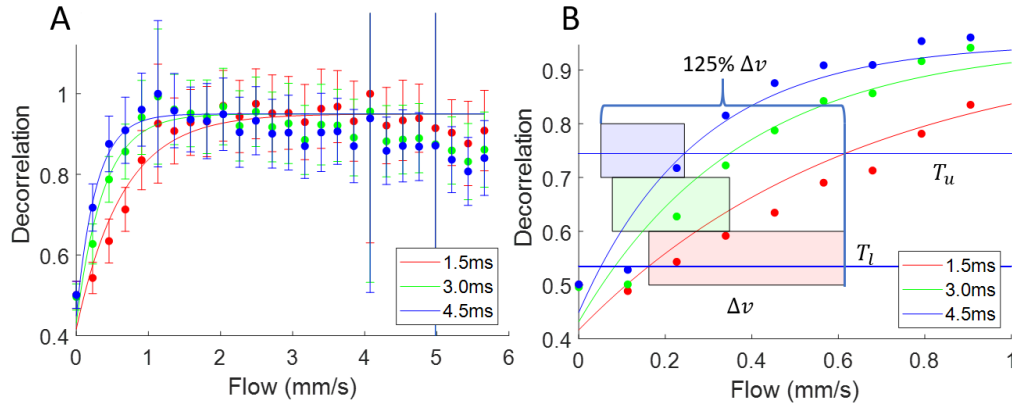 A
Decorrelation
1
0.8
0.6
0.4
0 1 2 3 4 5 6
Flow (mm/s)
1.5ms
3.0ms
4.5ms
B
Decorrelation
0.9
0.8
0.7
0.6
0.5
0.4
0 0.2 0.4 0.6 0.8 1
Flow (mm/s)
125% Δv
Tu
Tl
Δv
1.5ms
3.0ms
4.5ms